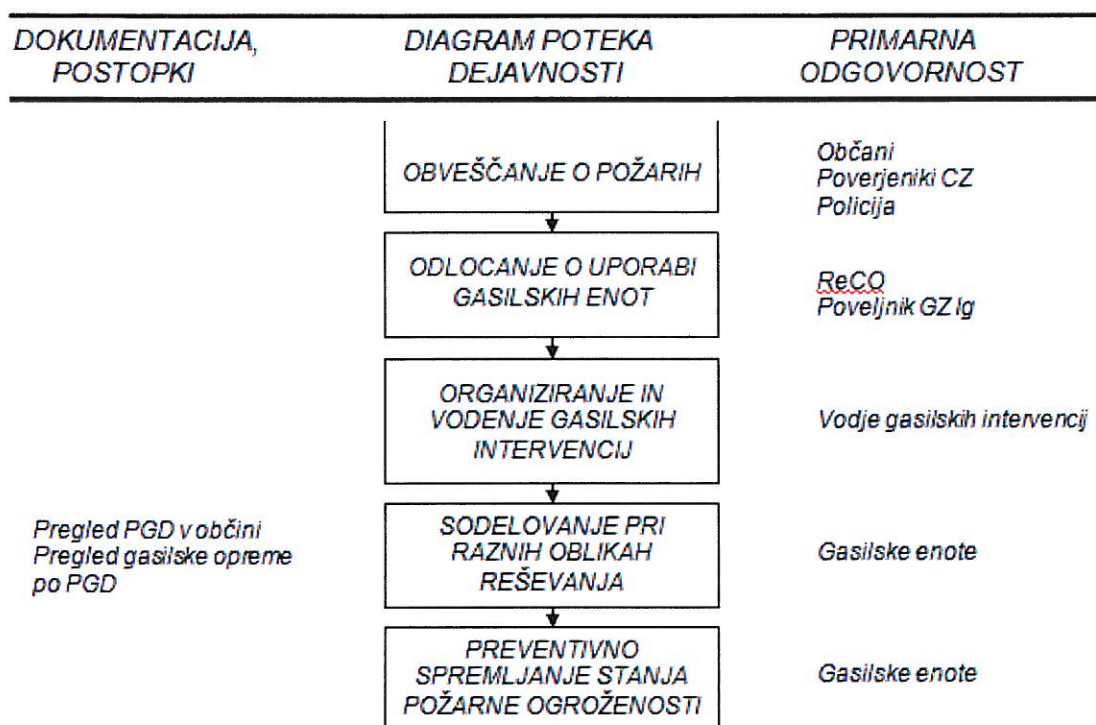 DOKUMENTACIJA,
POSTOPKI
DIAGRAM POTEKA
DEJAVNOSTI
PRIMARNA
ODGOVORNOST
OBVEŠČANJE O POŽARIH
Občani
Poverjeniki CZ
Policija
ODLOCANJE O UPORABI
GASILSKIH ENOT
ReCO
Poveljnik GZ Ig
ORGANIZIRANJE IN
VODENJE GASILSKIH
INTERVENCIJ
Vodje gasilskih intervencij
Pregled PGD v občini
Pregled gasilske opreme
po PGD
SODELOVANJE PRI
RAZNIH OBLIKAH
REŠEVANJA
Gasilske enote
PREVENTIVNO
SPREMLJANJE STANJA
POŽARNE OGROŽENOSTI
Gasilske enote